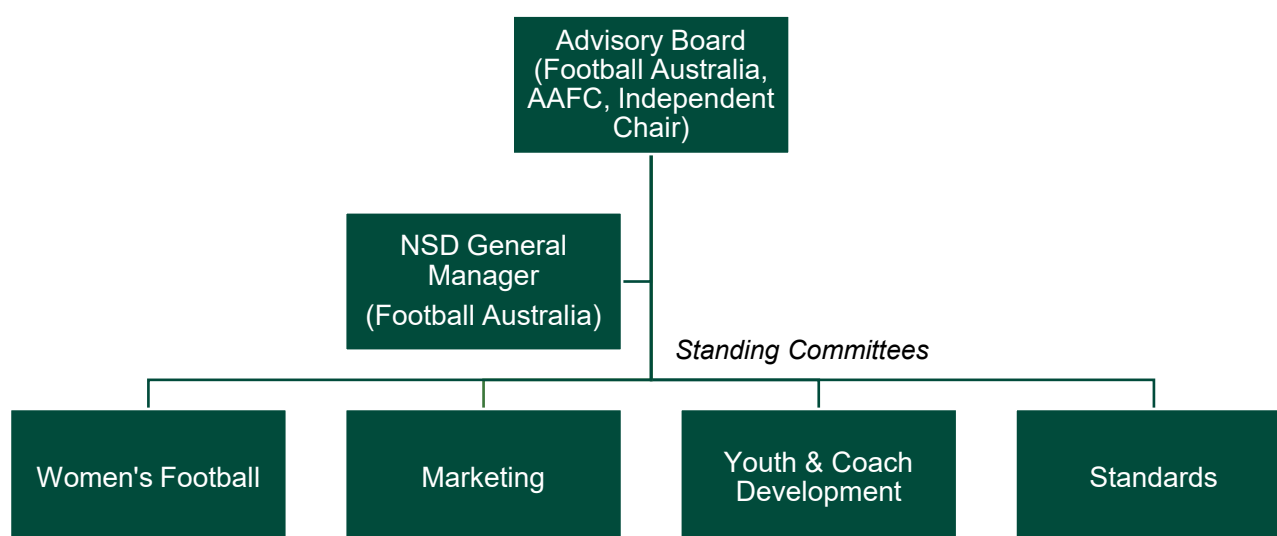 Advisory Board
(Football Australia,
AAFC, Independent
Chair)
NSD General
Manager
(Football Australia)
Standing Committees
Women's Football
Marketing
Youth & Coach
Development
Standards